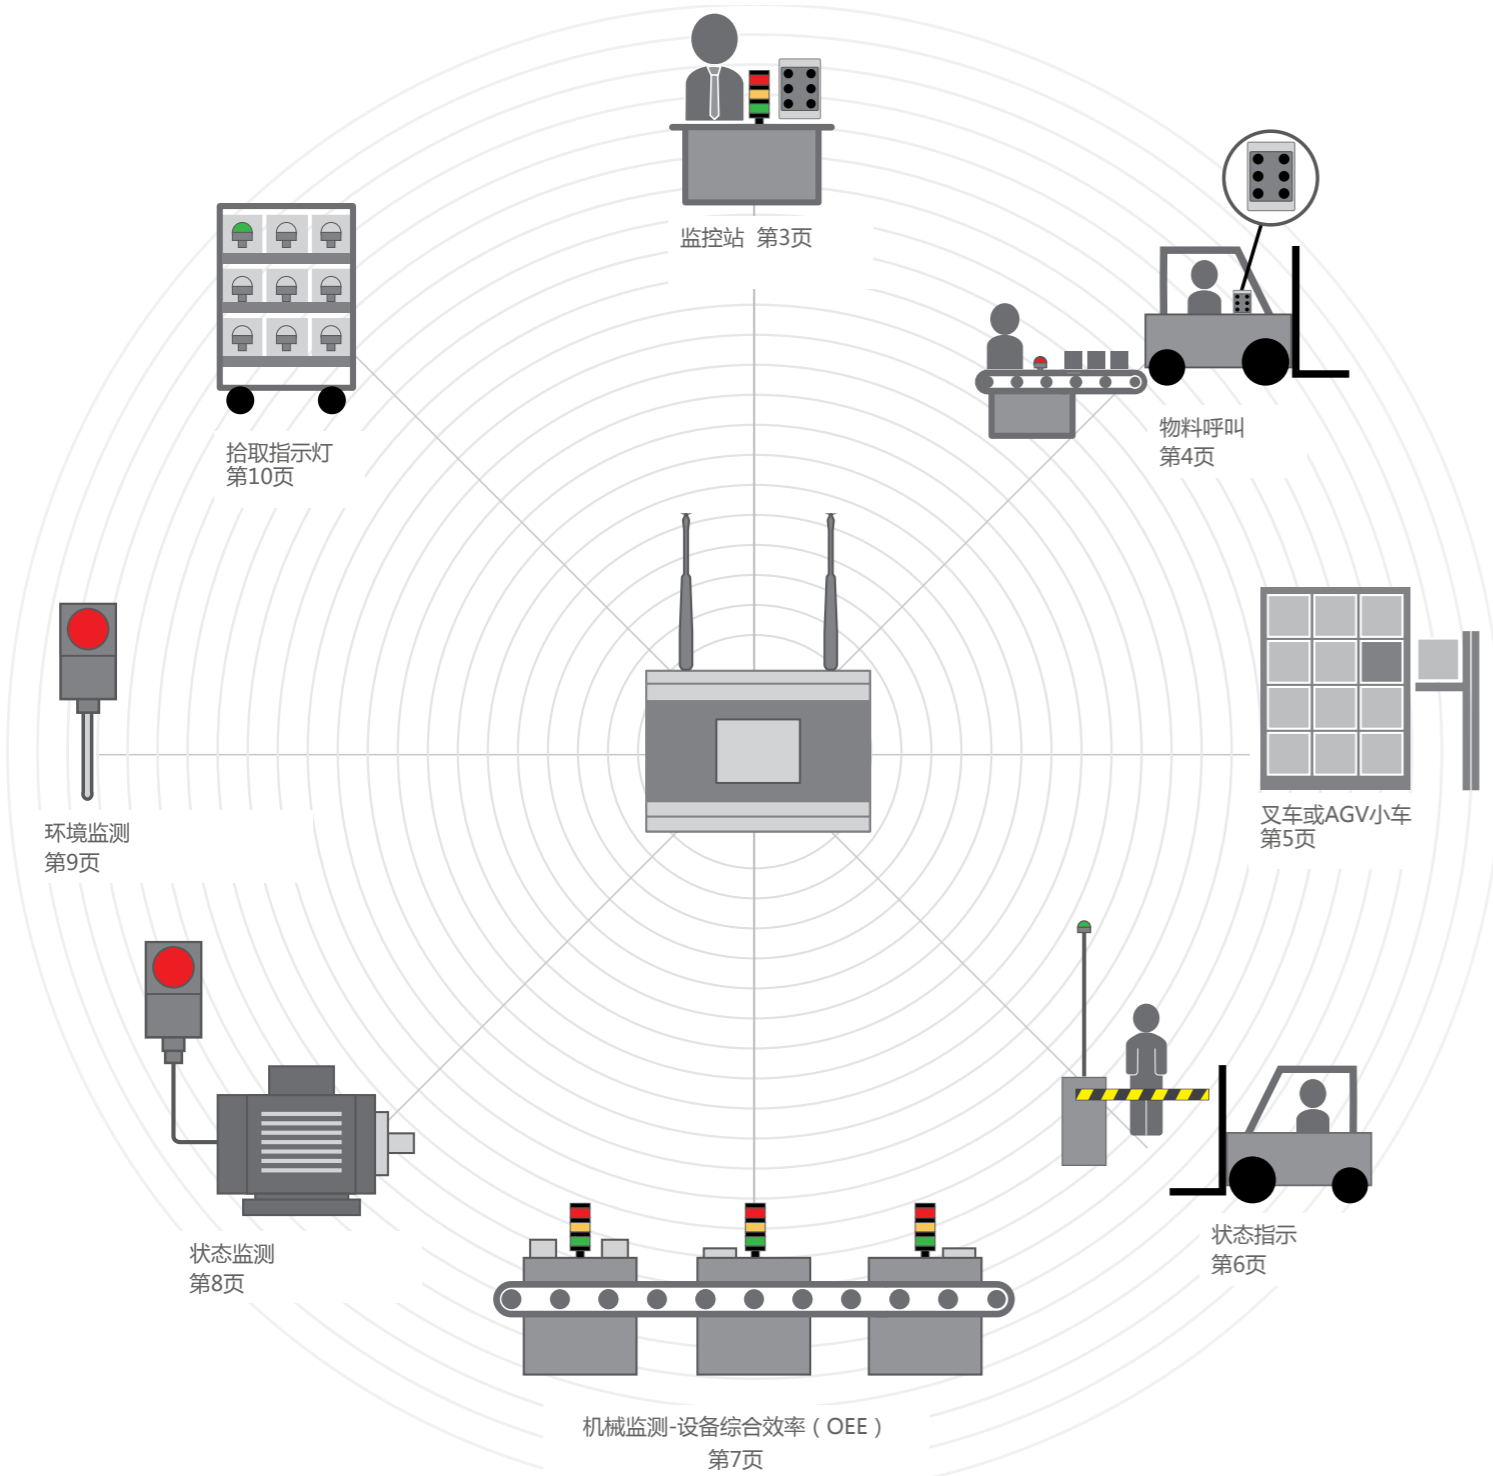 监控站 第3页
物料呼叫
第4页
拾取指示灯
第10页
叉车或AGV小车
第5页
环境监测
第9页
状态指示
第6页
状态监测
第8页
机械监测-设备综合效率（OEE）
第7页